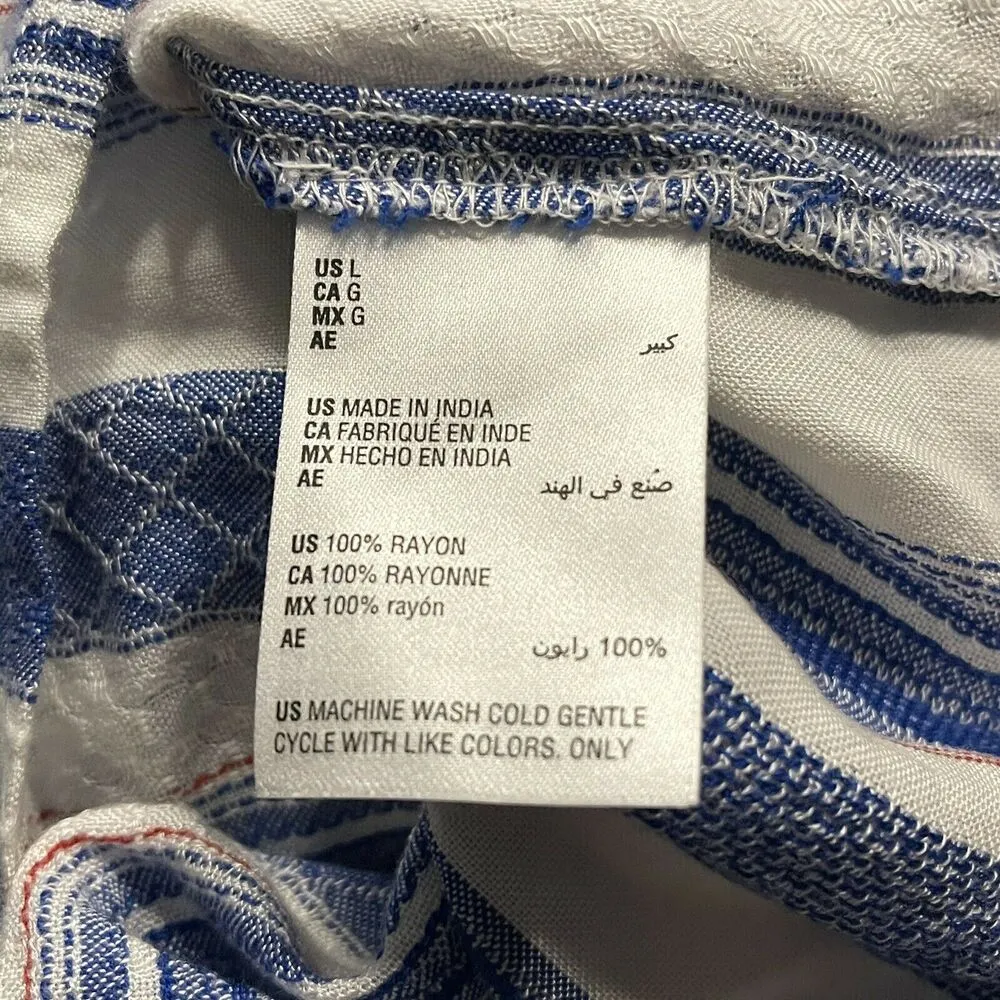 US L
CA G
MX G
AE كبير
US MADE IN INDIA
CA FABRIQUÉ EN INDE
MX HECHO EN INDIA
AE صُنع في الهند
US 100% RAYON
CA 100% RAYONNE
MX 100% rayón
AE 100% رايون
US MACHINE WASH COLD GENTLE
CYCLE WITH LIKE COLORS. ONLY